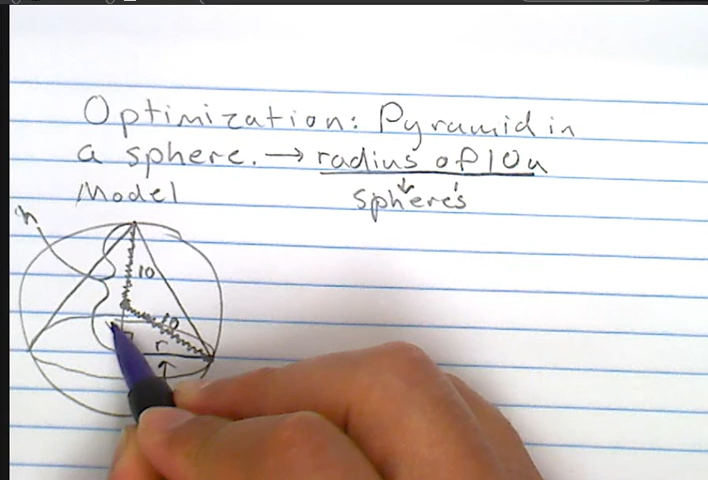 Optimization: Pyramid in
a sphere. → radius of 10u
Model
sphere's
h
10
10
r